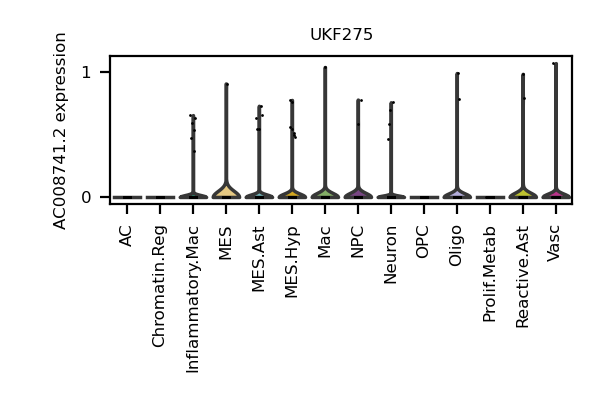 UKF275
AC008741.2 expression
1
0
AC
Chromatin.Reg
Inflammatory.Mac
MES
MES.Ast
MES.Hyp
Mac
NPC
Neuron
OPC
Oligo
Prolif.Metab
Reactive.Ast
Vasc